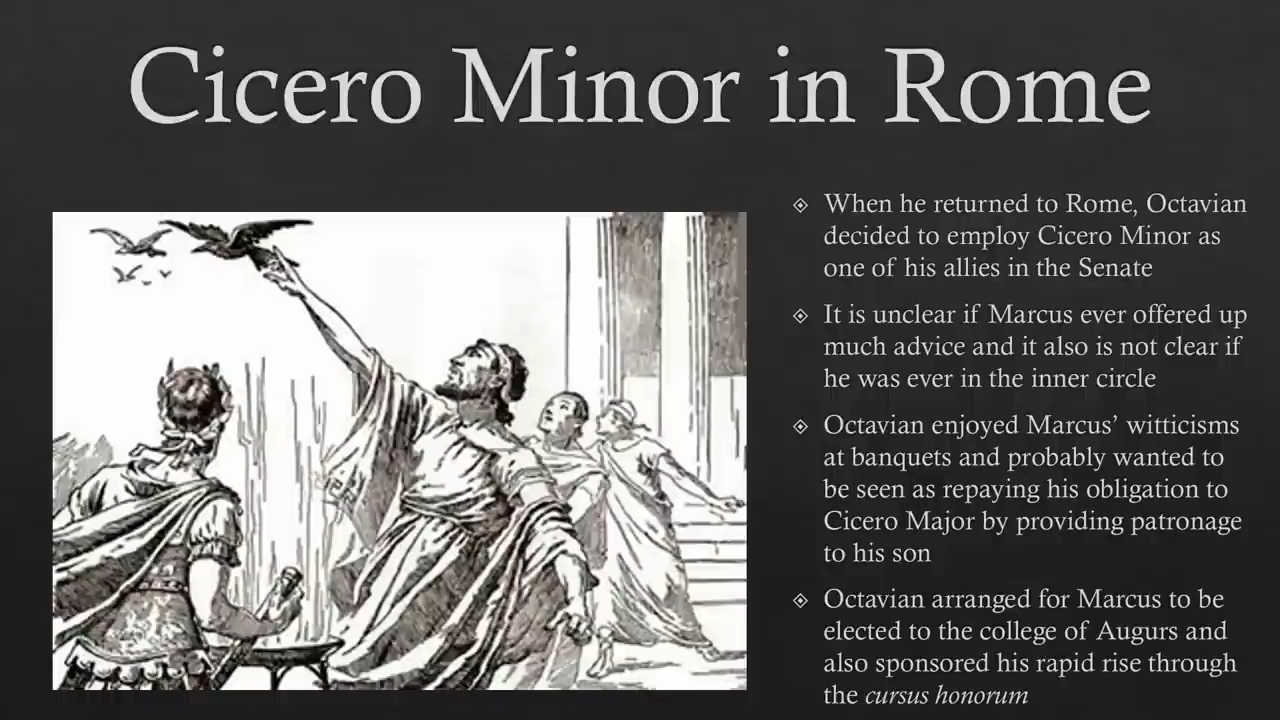 Cicero Minor in Rome
When he returned to Rome, Octavian
decided to employ Cicero Minor as
one of his allies in the Senate
It is unclear if Marcus ever offered up
much advice and it also is not clear if
he was ever in the inner circle
Octavian enjoyed Marcus’ witticisms
at banquets and probably wanted to
be seen as repaying his obligation to
Cicero Major by providing patronage
to his son
Octavian arranged for Marcus to be
elected to the college of Augurs and
also sponsored his rapid rise through
the cursus honorum